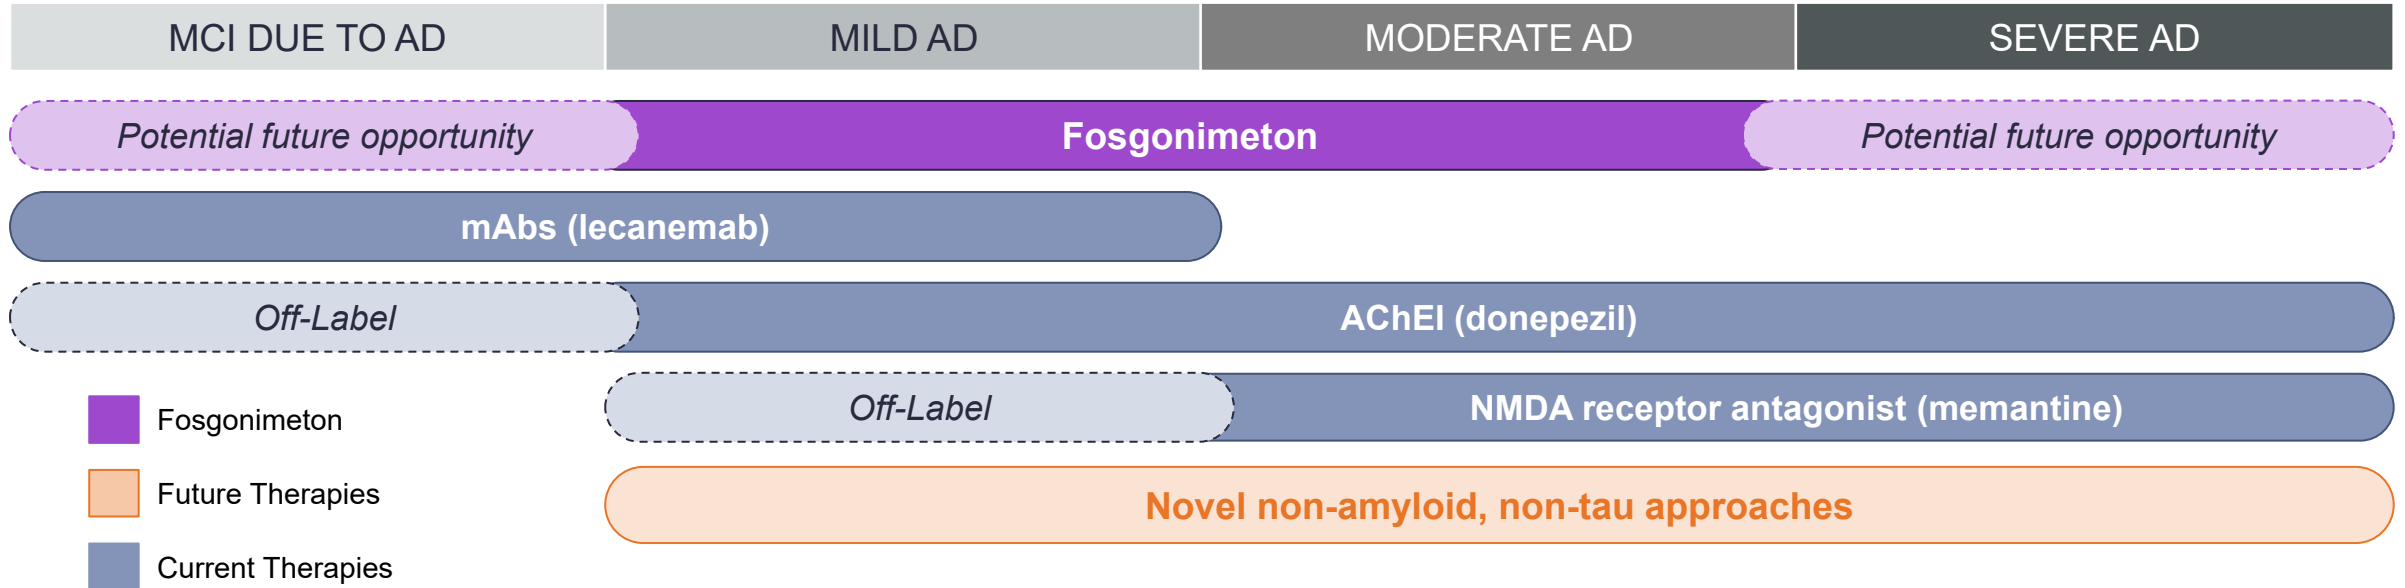 MCI DUE TO AD
MILD AD
MODERATE AD
SEVERE AD
Potential future opportunity
Fosgonimeton
Potential future opportunity
mAbs (lecanemab)
Off-Label
AChEI (donepezil)
Off-Label
NMDA receptor antagonist (memantine)
Novel non-amyloid, non-tau approaches
Fosgonimeton
Future Therapies
Current Therapies